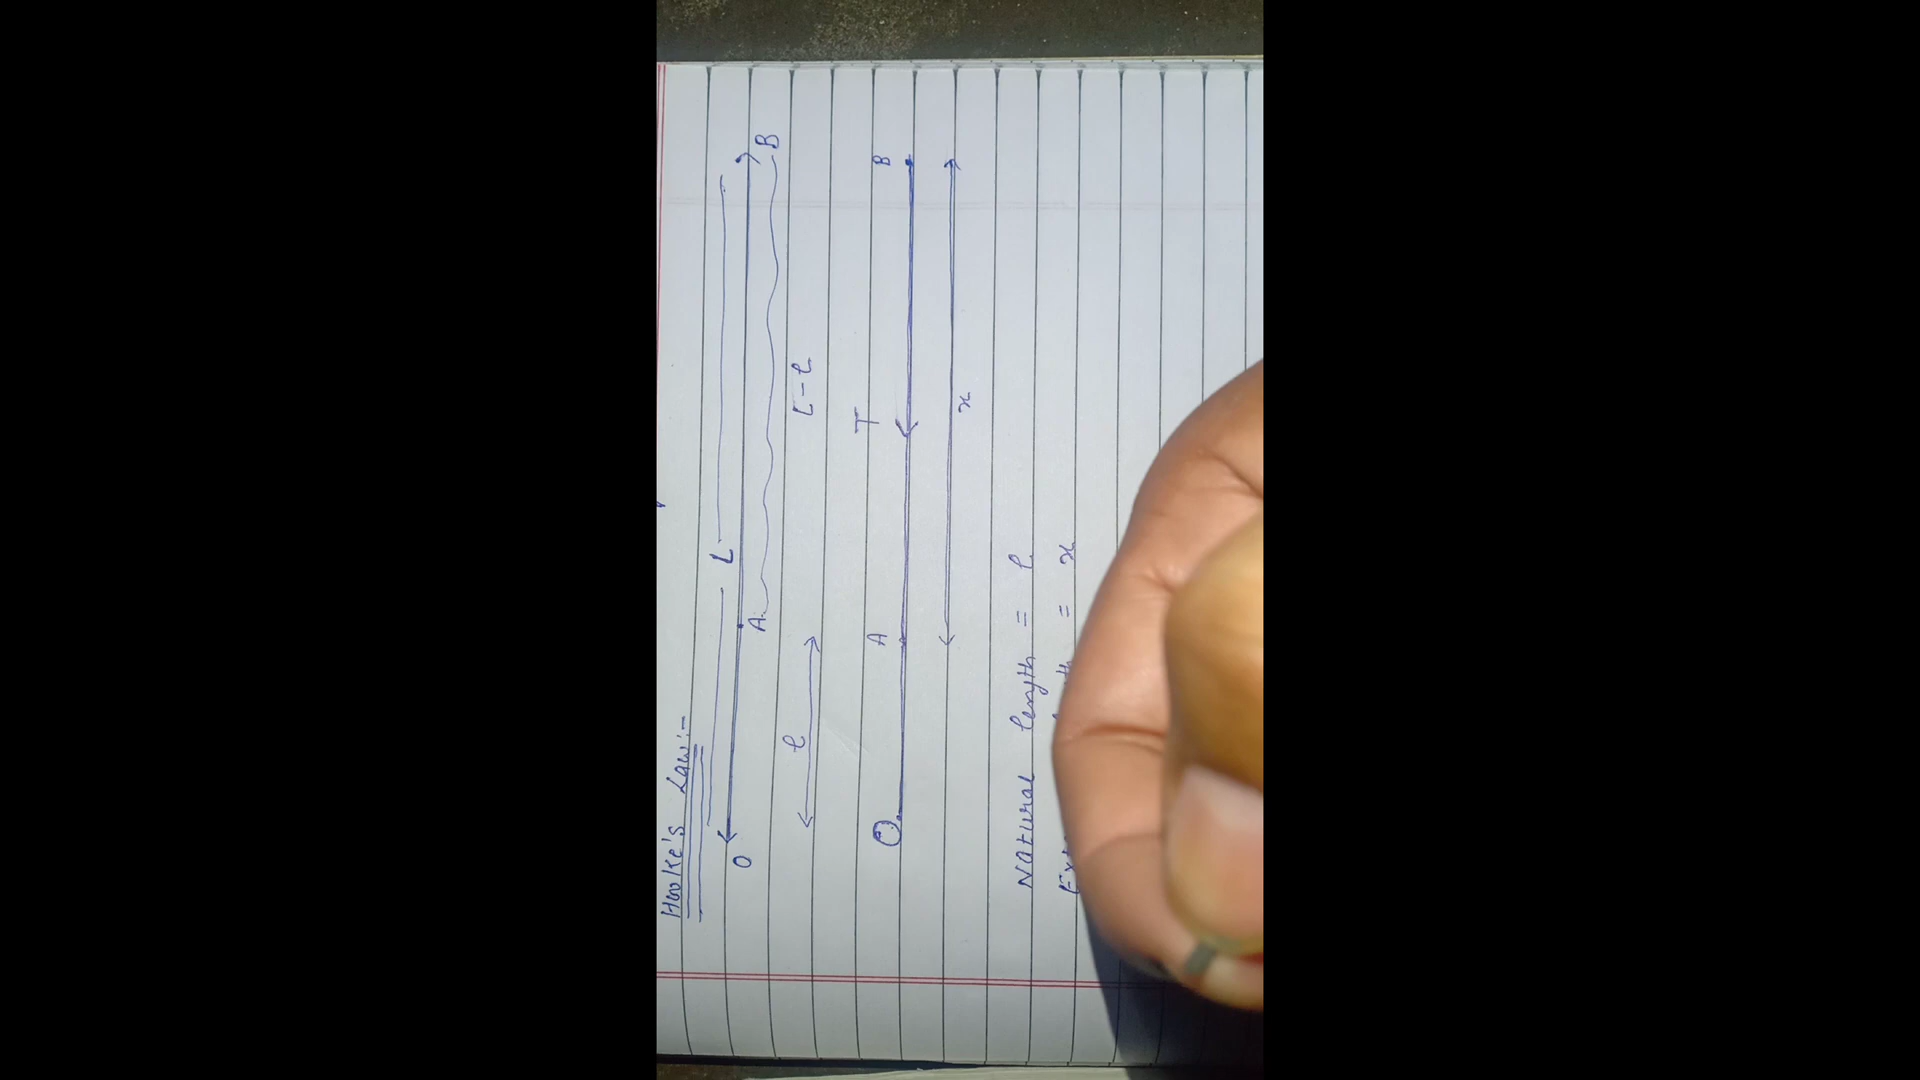 Hooke's Law:-
L
O A B
l L-l
T
O A B
x
Natural length = l
= x